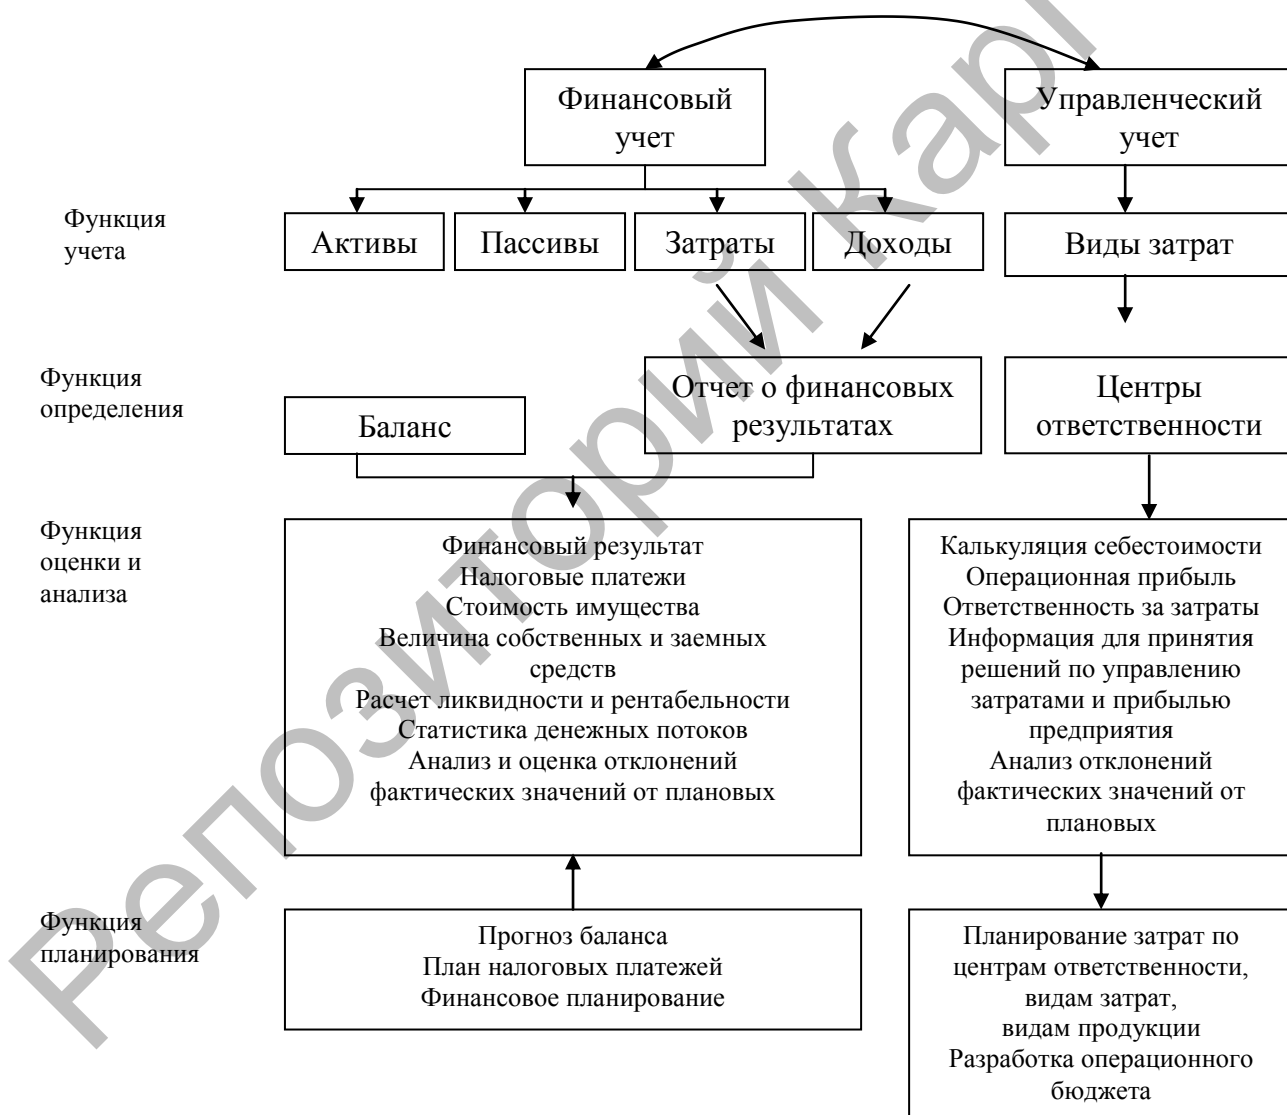 Финансовый
учет
Управленческий
учет
Функция
учета
Активы
Пассивы
Затраты
Доходы
Виды затрат
Функция
определения
Баланс
Отчет о финансовых
результатах
Центры
ответственности
Функция
оценки и
анализа
Финансовый результат
Налоговые платежи
Стоимость имущества
Величина собственных и заемных
средств
Расчет ликвидности и рентабельности
Статистика денежных потоков
Анализ и оценка отклонений
фактических значений от плановых
Калькуляция себестоимости
Операционная прибыль
Ответственность за затраты
Информация для принятия
решений по управлению
затратами и прибылью
предприятия
Анализ отклонений
фактических значений от
плановых
Функция
планирования
Прогноз баланса
План налоговых платежей
Финансовое планирование
Планирование затрат по
центрам ответственности,
видам затрат,
видам продукции
Разработка операционного
бюджета
Репозиторий